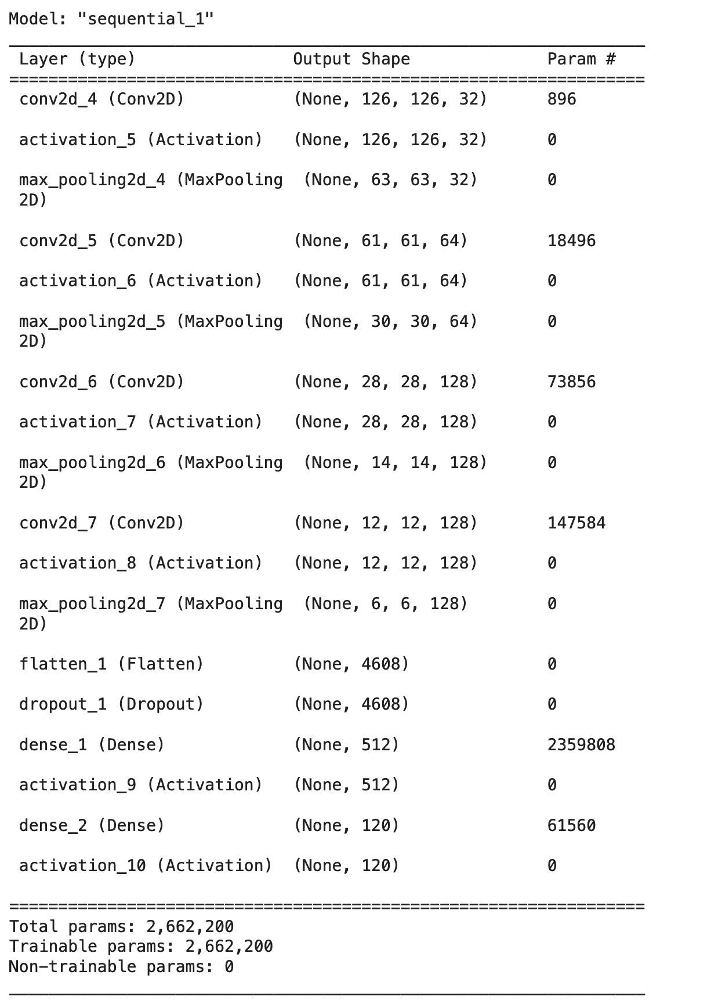 Model: "sequential_1"
Layer (type) Output Shape Param #
conv2d_4 (Conv2D) (None, 126, 126, 32) 896
activation_5 (Activation) (None, 126, 126, 32) 0
max_pooling2d_4 (MaxPooling (None, 63, 63, 32) 0
2D)
conv2d_5 (Conv2D) (None, 61, 61, 64) 18496
activation_6 (Activation) (None, 61, 61, 64) 0
max_pooling2d_5 (MaxPooling (None, 30, 30, 64) 0
2D)
conv2d_6 (Conv2D) (None, 28, 28, 128) 73856
activation_7 (Activation) (None, 28, 28, 128) 0
max_pooling2d_6 (MaxPooling (None, 14, 14, 128) 0
2D)
conv2d_7 (Conv2D) (None, 12, 12, 128) 147584
activation_8 (Activation) (None, 12, 12, 128) 0
max_pooling2d_7 (MaxPooling (None, 6, 6, 128) 0
2D)
flatten_1 (Flatten) (None, 4608) 0
dropout_1 (Dropout) (None, 4608) 0
dense_1 (Dense) (None, 512) 2359808
activation_9 (Activation) (None, 512) 0
dense_2 (Dense) (None, 120) 61560
activation_10 (Activation) (None, 120) 0
Total params: 2,662,200
Trainable params: 2,662,200
Non-trainable params: 0